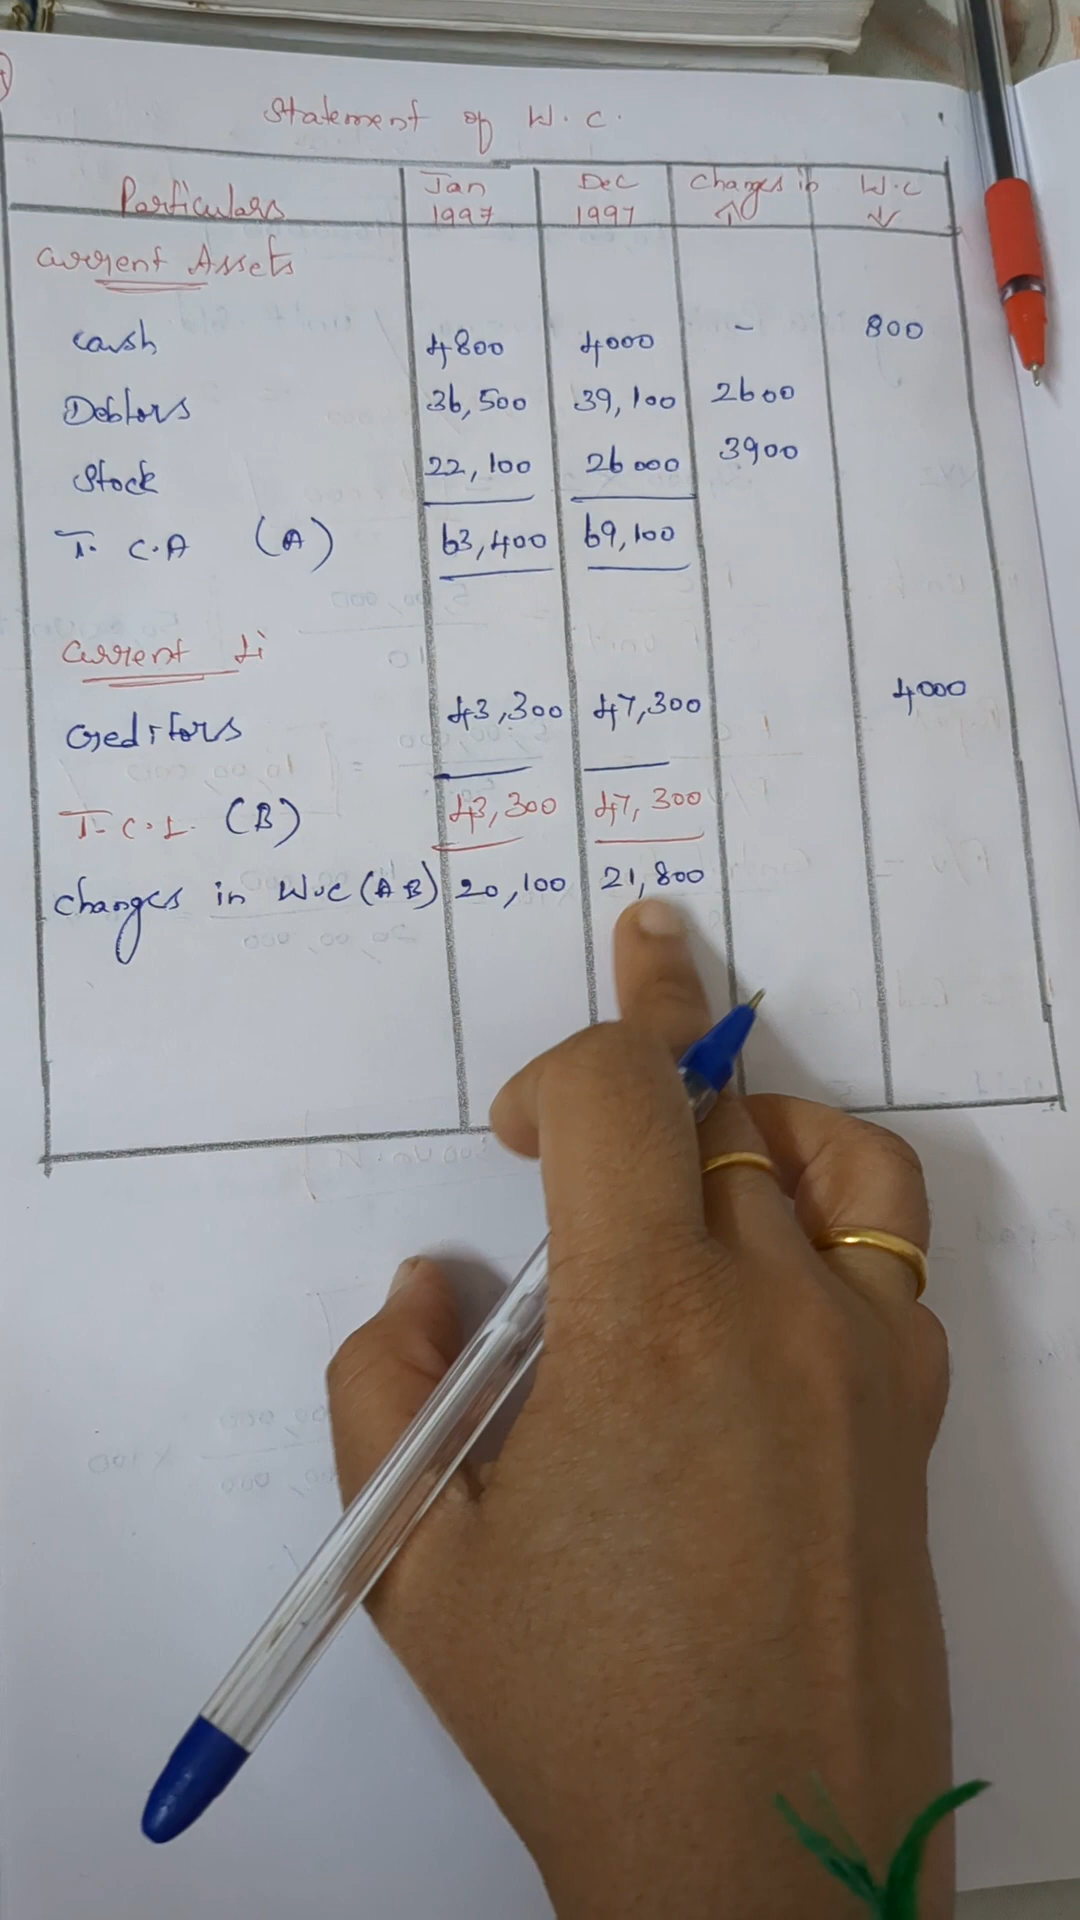 Statement of W.C.
Particulars Jan 1997 Dec 1997 Changes in W.C ↑ ↓
Current Assets
Cash 4800 4000 - 800
Debtors 36,500 39,100 2600
Stock 22,100 26000 3900
T. C.A (A) 63,400 69,100
Current Li
Creditors 43,300 47,300 4000
T.C.L. (B) 43,300 47,300
Changes in W.C (A B) 20,100 21,800